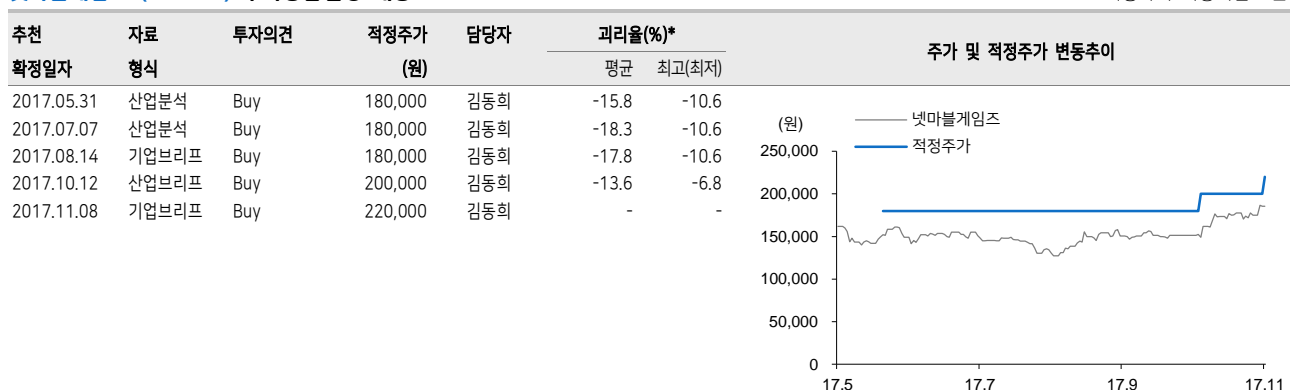 추천 자료 투자의견 적정주가 담당자 괴리율(%)* 주가 및 적정주가 변동추이
확정일자 형식 (원) 평균 최고(최저)
2017.05.31 산업분석 Buy 180,000 김동희 -15.8 -10.6
2017.07.07 산업분석 Buy 180,000 김동희 -18.3 -10.6
2017.08.14 기업브리프 Buy 180,000 김동희 -17.8 -10.6
2017.10.12 산업브리프 Buy 200,000 김동희 -13.6 -6.8
2017.11.08 기업브리프 Buy 220,000 김동희 - -
(원)
넷마블게임즈
적정주가
250,000
200,000
150,000
100,000
50,000
0
17.5 17.7 17.9 17.11